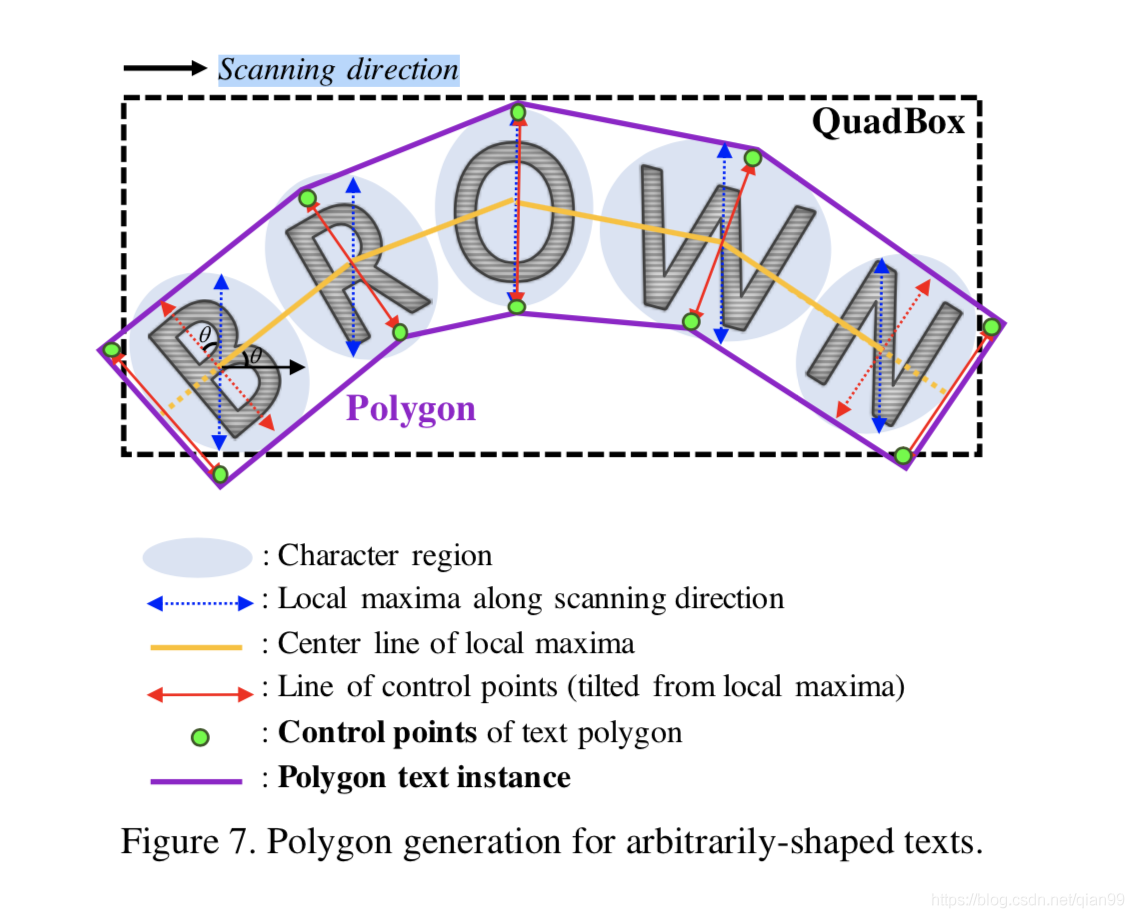 Scanning direction
QuadBox
BROWN
θ
θ
Polygon
: Character region
: Local maxima along scanning direction
: Center line of local maxima
: Line of control points (tilted from local maxima)
: Control points of text polygon
: Polygon text instance
Figure 7. Polygon generation for arbitrarily-shaped texts.
https://blog.csdn.net/qian99